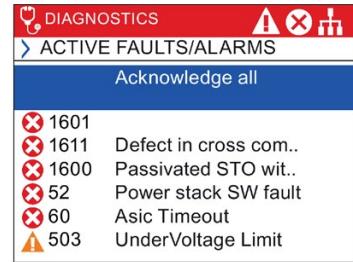 DIAGNOSTICS
ACTIVE FAULTS/ALARMS
Acknowledge all
1601
1611 Defect in cross com..
1600 Passivated STO wit..
52 Power stack SW fault
60 Asic Timeout
503 UnderVoltage Limit